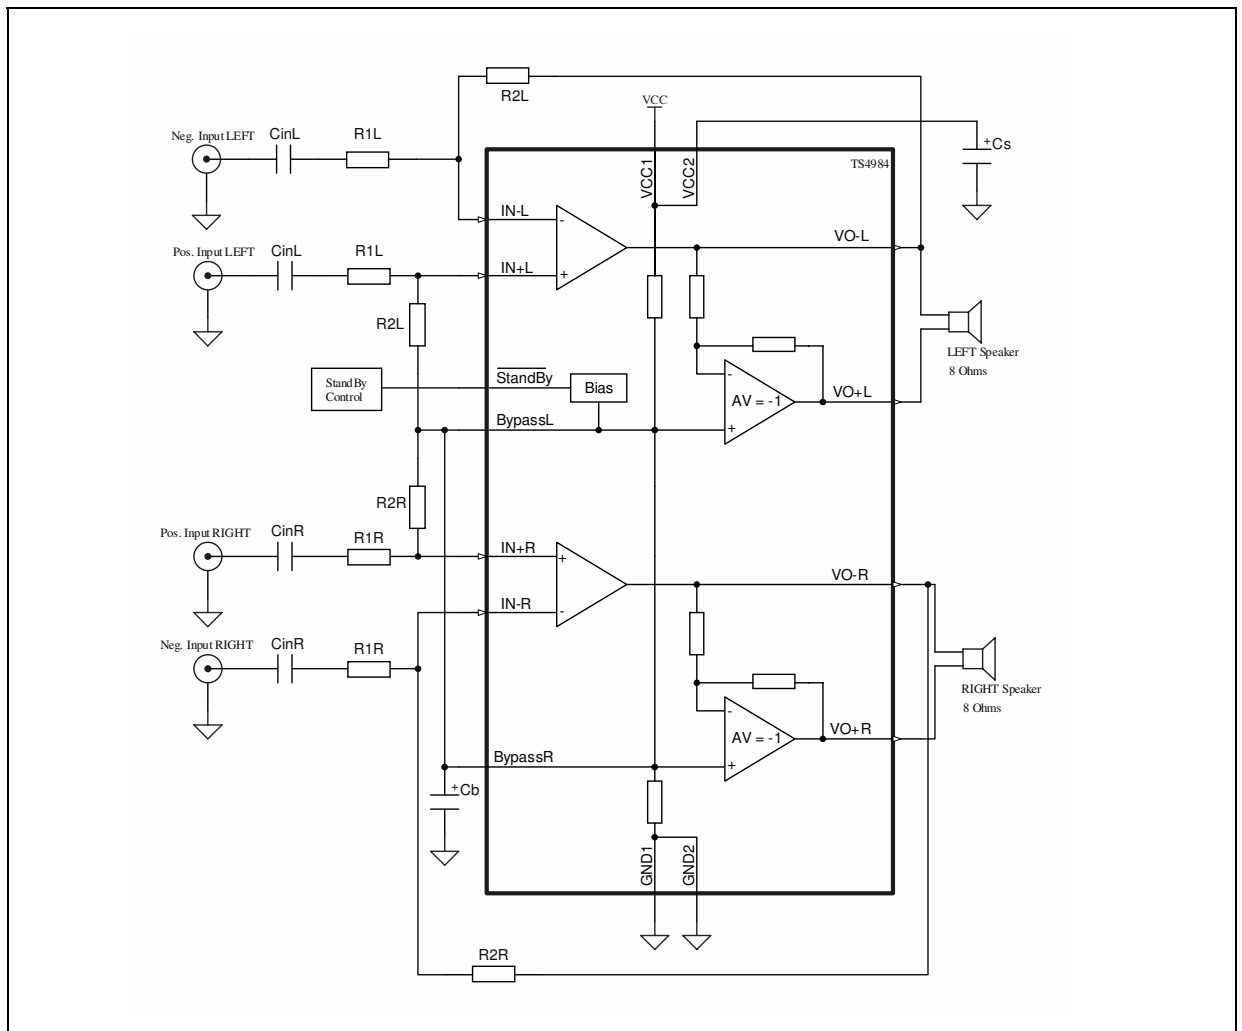 R2L
VCC
Neg. Input LEFT
CinL
R1L
+
Cs
VCC1
VCC2
TS4984
IN-L
-
VO-L
Pos. Input LEFT
CinL
R1L
IN+L
+
R2L
LEFT Speaker
8 Ohms
StandBy
Control
StandBy
Bias
-
AV = -1
VO+L
BypassL
+
R2R
Pos. Input RIGHT
CinR
R1R
IN+R
+
VO-R
IN-R
-
Neg. Input RIGHT
CinR
R1R
RIGHT Speaker
8 Ohms
-
AV = -1
VO+R
BypassR
+
+
Cb
GND1
GND2
R2R